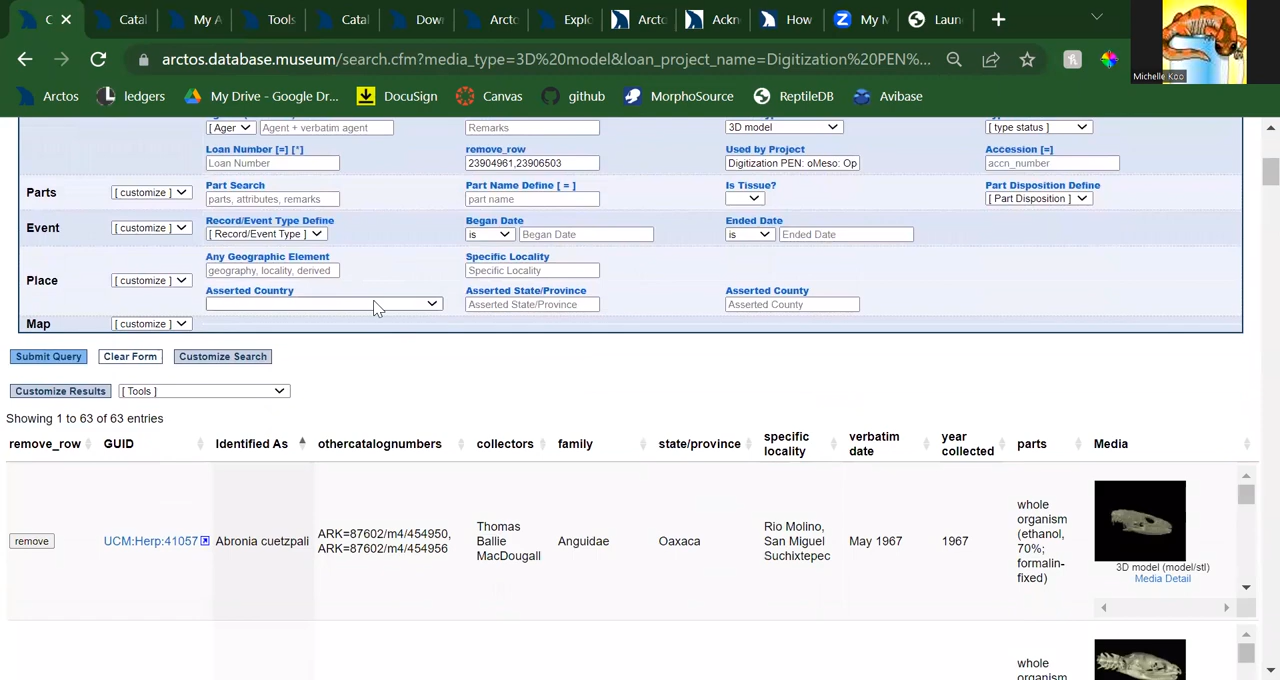 C
Catal
My A
Tools
Catal
Dow
Arcto
Explo
Arcto
Ackn
How
My M
Laun
arctos.database.museum/search.cfm?media_type=3D%20model&loan_project_name=Digitization%20PEN%...
Michelle Koo
Arctos
ledgers
My Drive - Google Dr...
DocuSign
Canvas
github
MorphoSource
ReptileDB
Avibase
[ Ager
Agent + verbatim agent
Remarks
3D model
[ type status ]
Loan Number [=] [*]
remove_row
Used by Project
Accession [=]
Loan Number
23904961,23906503
Digitization PEN: oMeso: Op
accn_number
Parts
[ customize ]
Part Search
Part Name Define [ = ]
Is Tissue?
Part Disposition Define
parts, attributes, remarks
part name
[ Part Disposition ]
Event
[ customize ]
Record/Event Type Define
Began Date
Ended Date
[ Record/Event Type ]
is
Began Date
is
Ended Date
Place
[ customize ]
Any Geographic Element
Specific Locality
geography, locality, derived
Specific Locality
Asserted Country
Asserted State/Province
Asserted County
Asserted State/Province
Asserted County
Map
[ customize ]
Submit Query
Clear Form
Customize Search
Customize Results
[ Tools ]
Showing 1 to 63 of 63 entries
remove_row
GUID
Identified As
othercatalognumbers
collectors
family
state/province
specific
locality
verbatim
date
year
collected
parts
Media
remove
UCM:Herp:41057
Abronia cuetzpali
ARK=87602/m4/454950,
ARK=87602/m4/454956
Thomas
Ballie
MacDougall
Anguidae
Oaxaca
Rio Molino,
San Miguel
Suchixtepec
May 1967
1967
whole
organism
(ethanol,
70%;
formalin-
fixed)
3D model (model/stl)
Media Detail
whole
organism